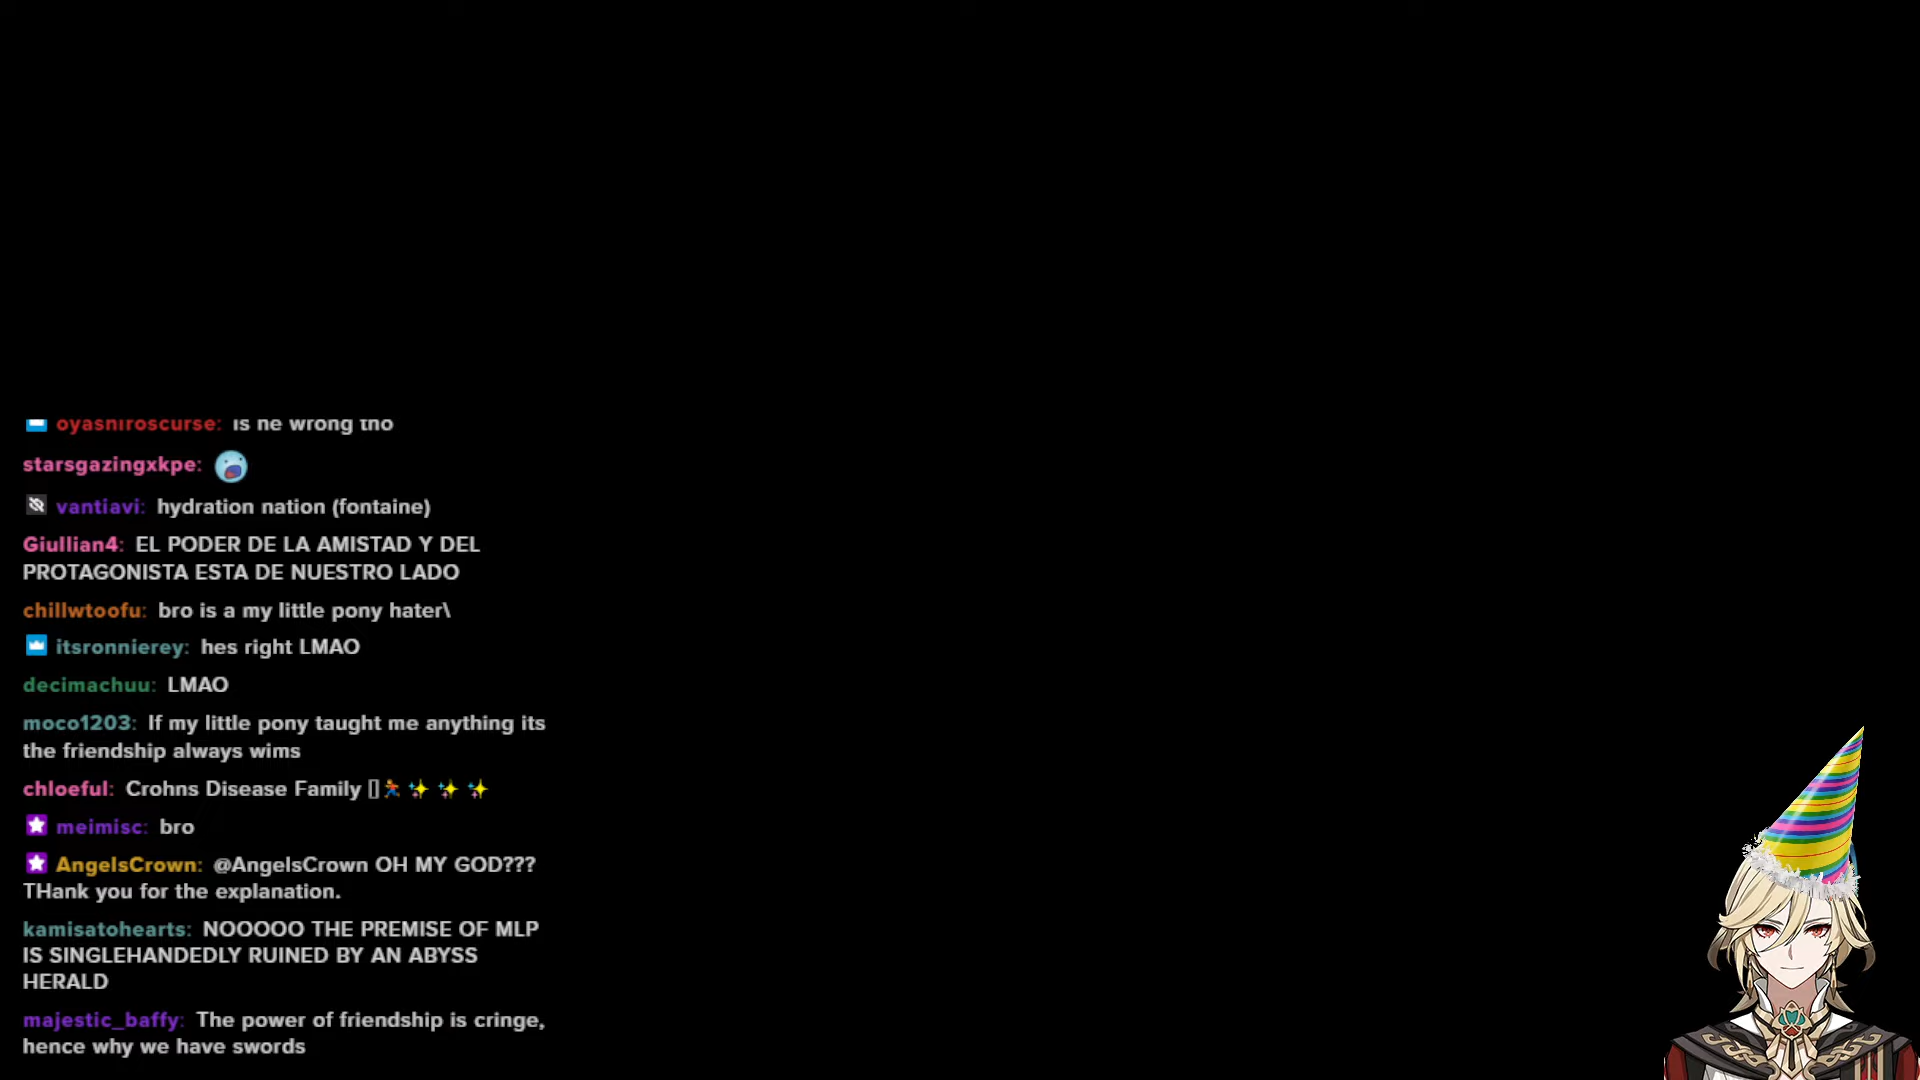 oyashiroscurse: is he wrong tho
starsgazingxkpe:
vantiavi: hydration nation (fontaine)
Giullian4: EL PODER DE LA AMISTAD Y DEL
PROTAGONISTA ESTA DE NUESTRO LADO
chillwtoofu: bro is a my little pony hater\
itsronnierey: hes right LMAO
decimachuu: LMAO
moco1203: If my little pony taught me anything its
the friendship always wims
chloeful: Crohns Disease Family
meimisc: bro
AngelsCrown: @AngelsCrown OH MY GOD???
THank you for the explanation.
kamisatohearts: NOOOOO THE PREMISE OF MLP
IS SINGLEHANDEDLY RUINED BY AN ABYSS
HERALD
majestic_baffy: The power of friendship is cringe,
hence why we have swords